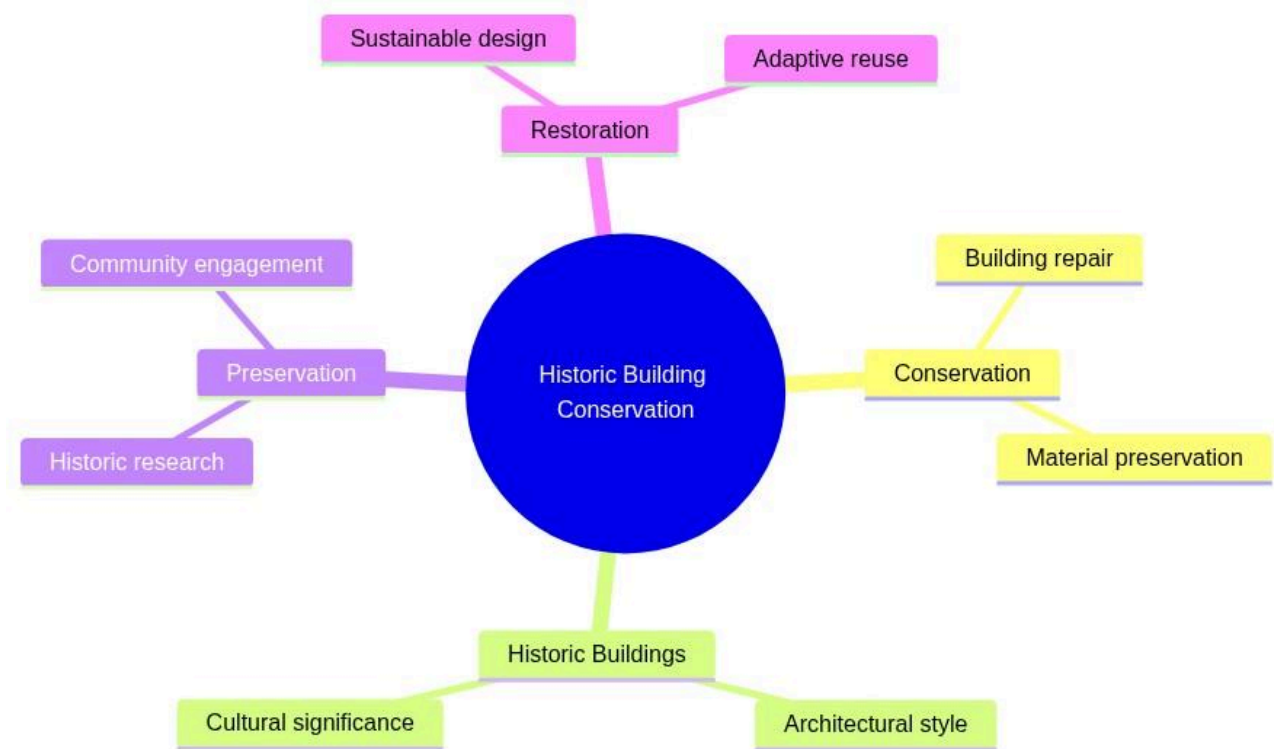 Sustainable design
Adaptive reuse
Restoration
Community engagement
Building repair
Preservation
Historic Building
Conservation
Conservation
Historic research
Material preservation
Historic Buildings
Cultural significance
Architectural style